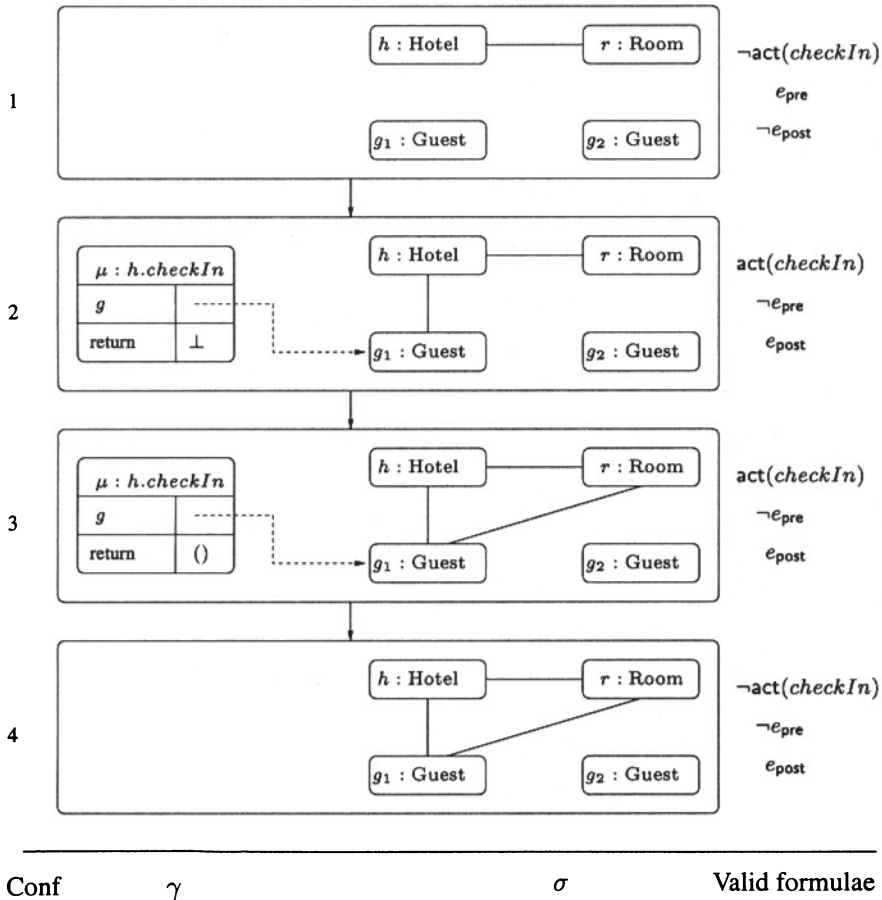 h : Hotel r : Room ¬act(checkIn)
1 e_pre
g₁ : Guest g₂ : Guest ¬e_post
h : Hotel r : Room act(checkIn)
μ : h.checkIn
g ¬e_pre
2
return ⊥ g₁ : Guest g₂ : Guest e_post
h : Hotel r : Room act(checkIn)
μ : h.checkIn
g ¬e_pre
3
return () g₁ : Guest g₂ : Guest e_post
h : Hotel r : Room ¬act(checkIn)
4 ¬e_pre
g₁ : Guest g₂ : Guest e_post
Conf γ σ Valid formulae